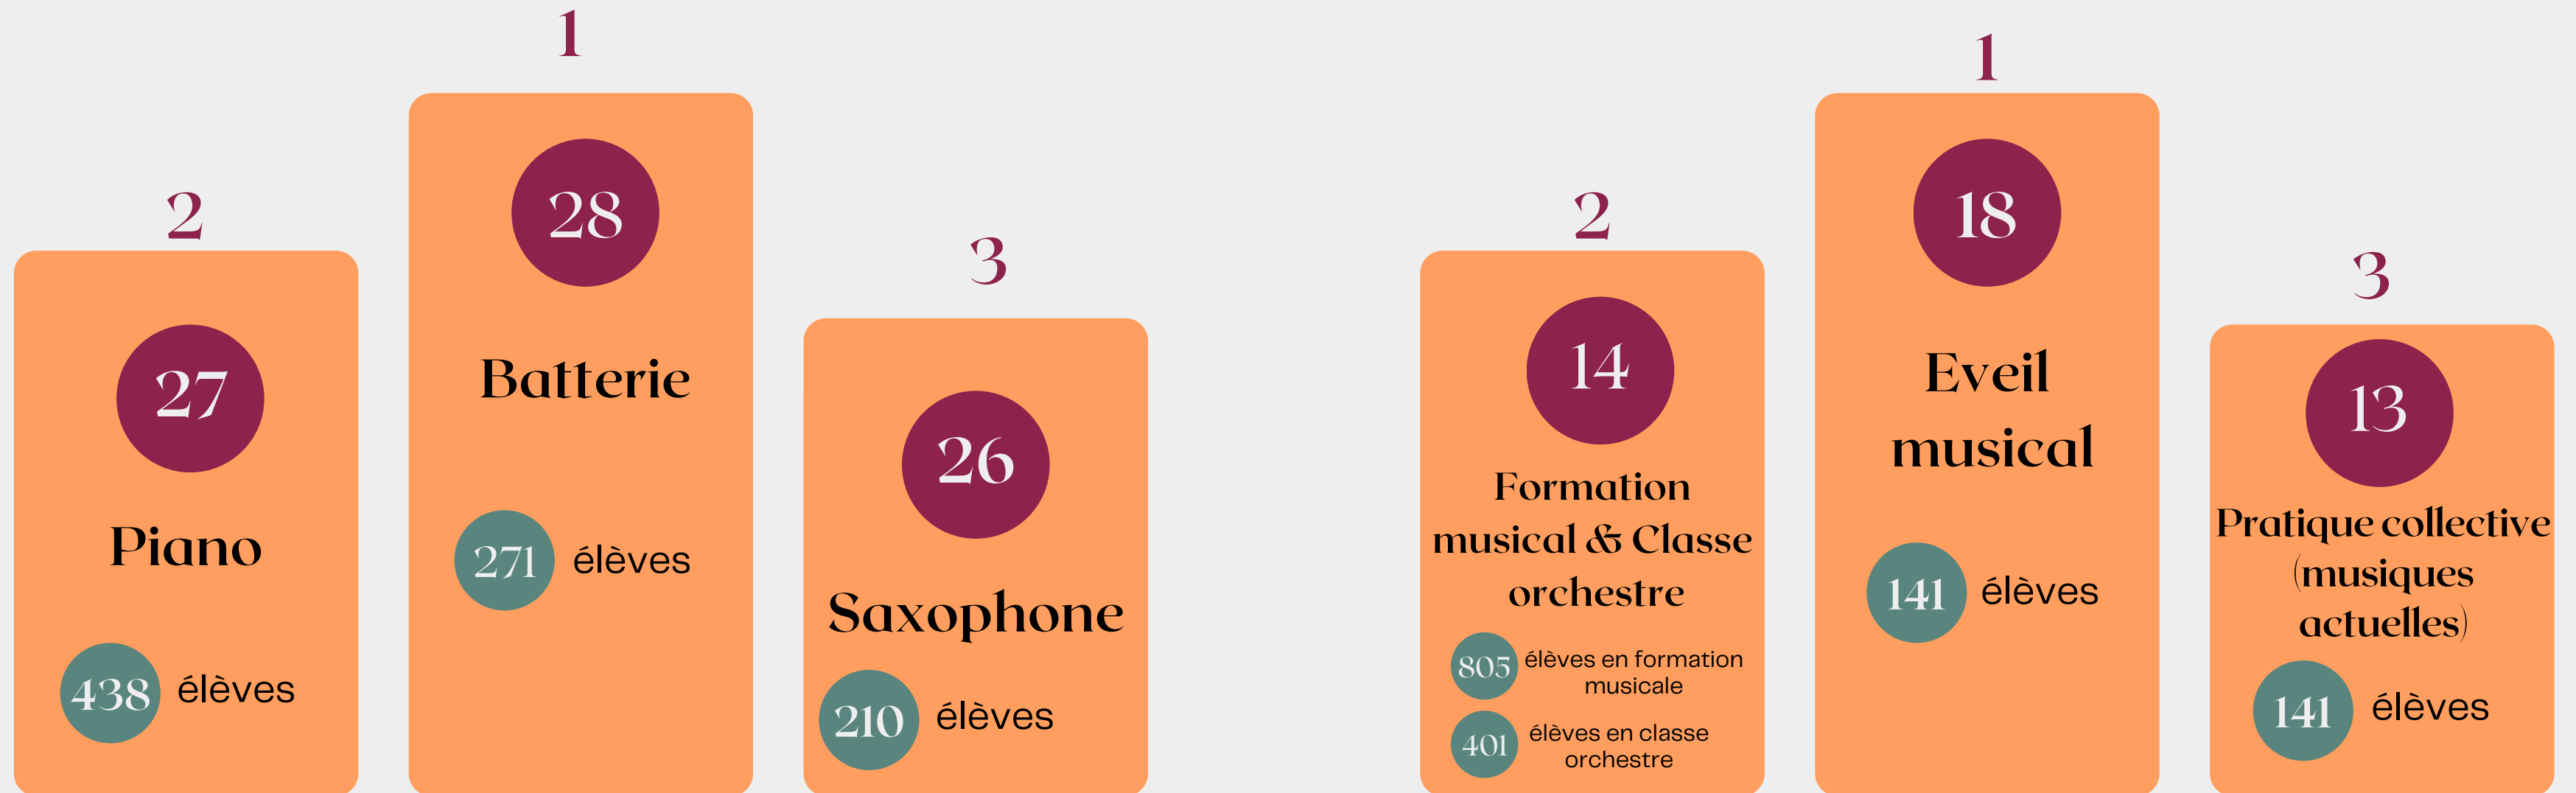 2
27
Piano
438 élèves
1
28
Batterie
271 élèves
3
26
Saxophone
210 élèves
2
14
Formation
musical & Classe
orchestre
805 élèves en formation
musicale
401 élèves en classe
orchestre
1
18
Eveil
musical
141 élèves
3
13
Pratique collective
(musiques
actuelles)
141 élèves